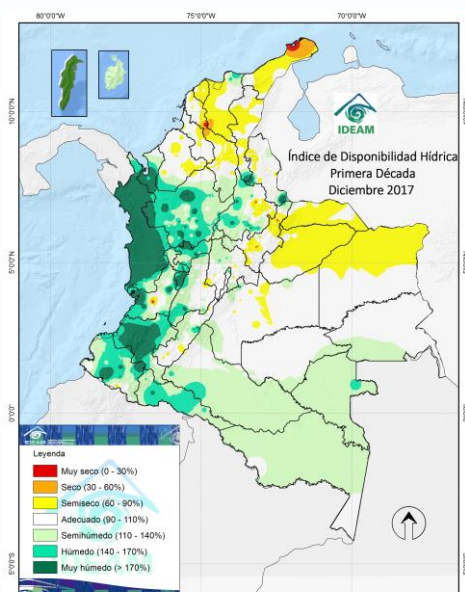 80°0'0"W 75°0'0"W 70°0'0"W
IDEAM
Índice de Disponibilidad Hídrica
Primera Década
Diciembre 2017
10°0'0"N
5°0'0"N
0°0'0"
5°0'0"S
IDEAM
Leyenda
Muy seco (0 - 30%)
Seco (30 - 60%)
Semiseco (60 - 90%)
Adecuado (90 - 110%)
Semihúmedo (110 - 140%)
Húmedo (140 - 170%)
Muy húmedo (> 170%)